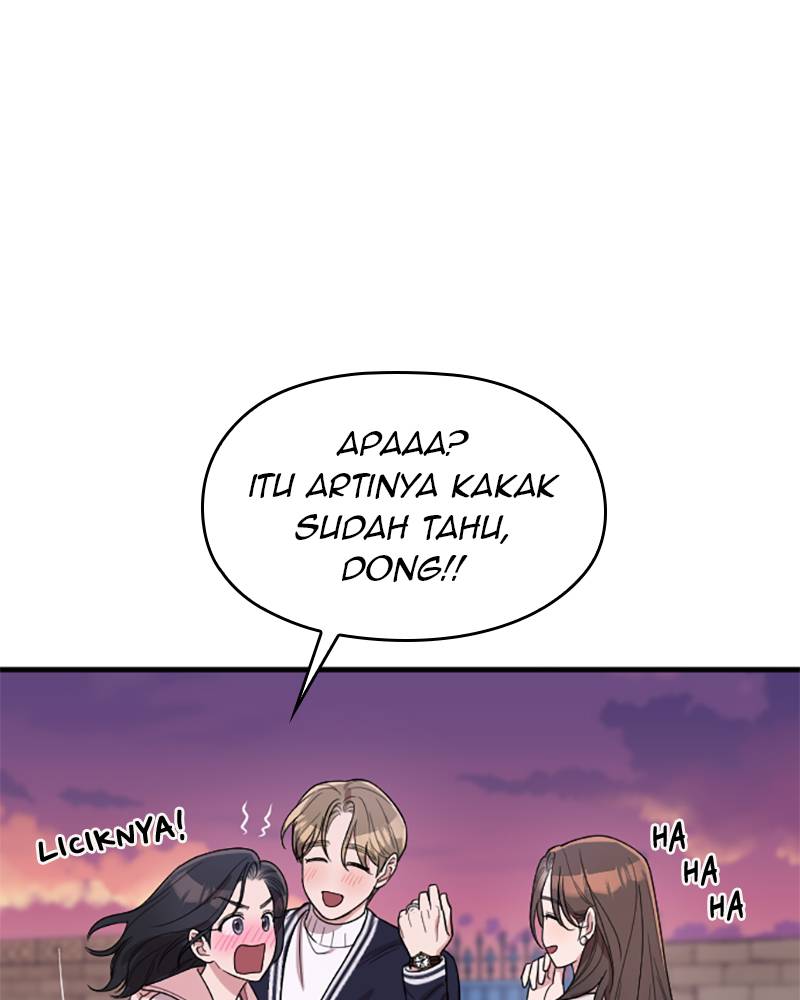 APAAA?
ITU ARTINYA KAKAK
SUDAH TAHU,
DONG!!
LICIKNYA!
HA
HA
HA